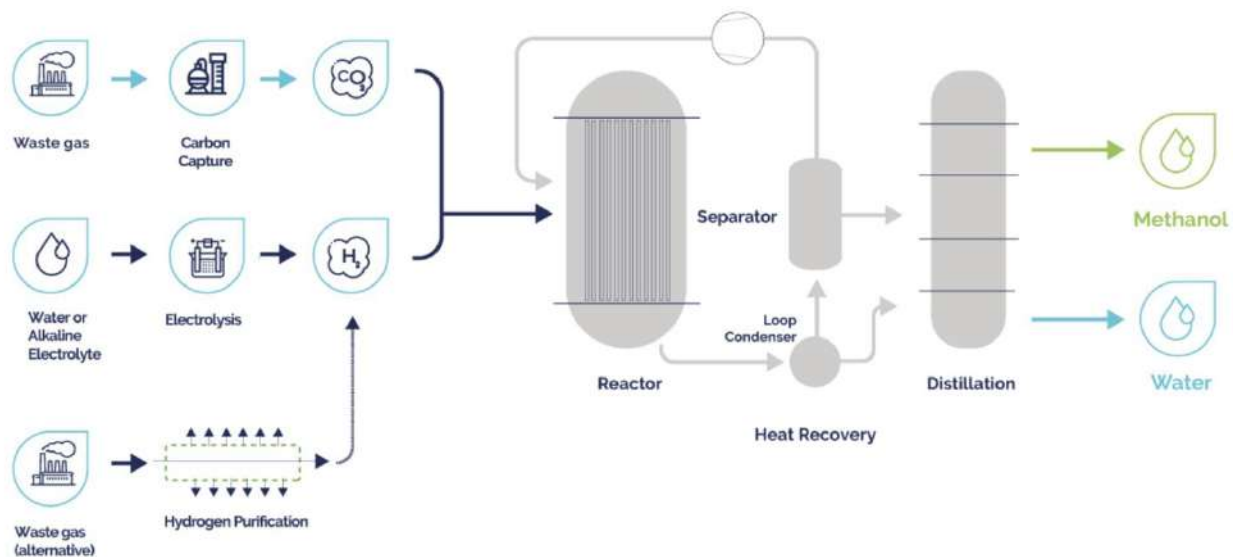 Waste gas
Carbon
Capture
CO2
Water or
Alkaline
Electrolyte
Electrolysis
H2
Waste gas
(alternative)
Hydrogen Purification
Reactor
Separator
Loop
Condenser
Heat Recovery
Distillation
Methanol
Water